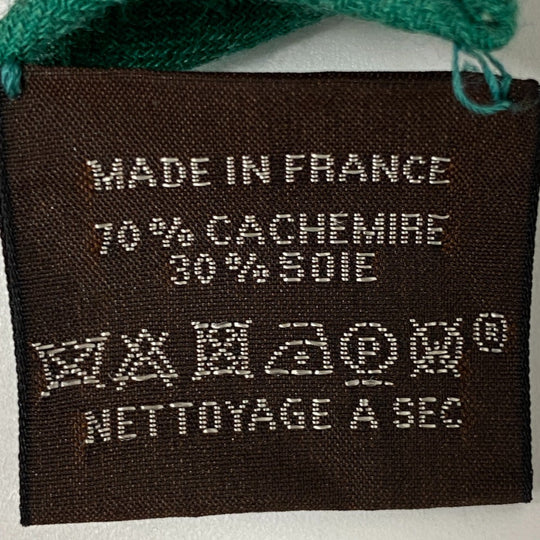 MADE IN FRANCE
70% CACHEMIRE
30% SOIE
P W ®
NETTOYAGE A SEC